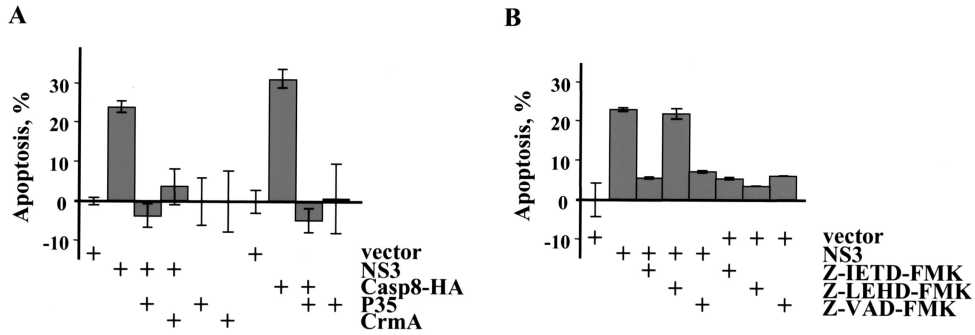 A
B
Apoptosis, %
30
20
10
0
-10
vector
NS3
Casp8-HA
P35
CrmA
+ +
+ + +
+ +
+ + +
+ +
Apoptosis, %
30
20
10
0
-10
vector
NS3
Z-IETD-FMK
Z-LEHD-FMK
Z-VAD-FMK
+ + + +
+ + + +
+ +
+ +
+ +